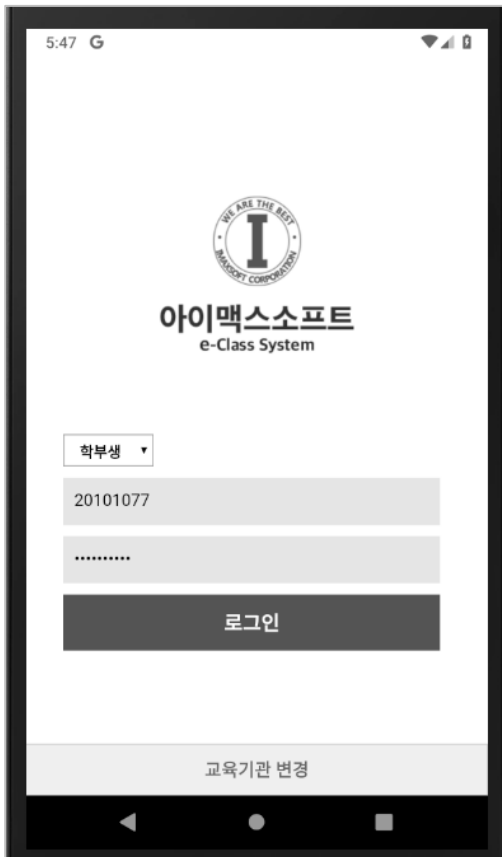 5:47 G
WE ARE THE BEST
I
IMAXSOFT CORPORATION
아이맥스소프트
e-Class System
학부생 ▼
20101077
••••••••••
로그인
교육기관 변경